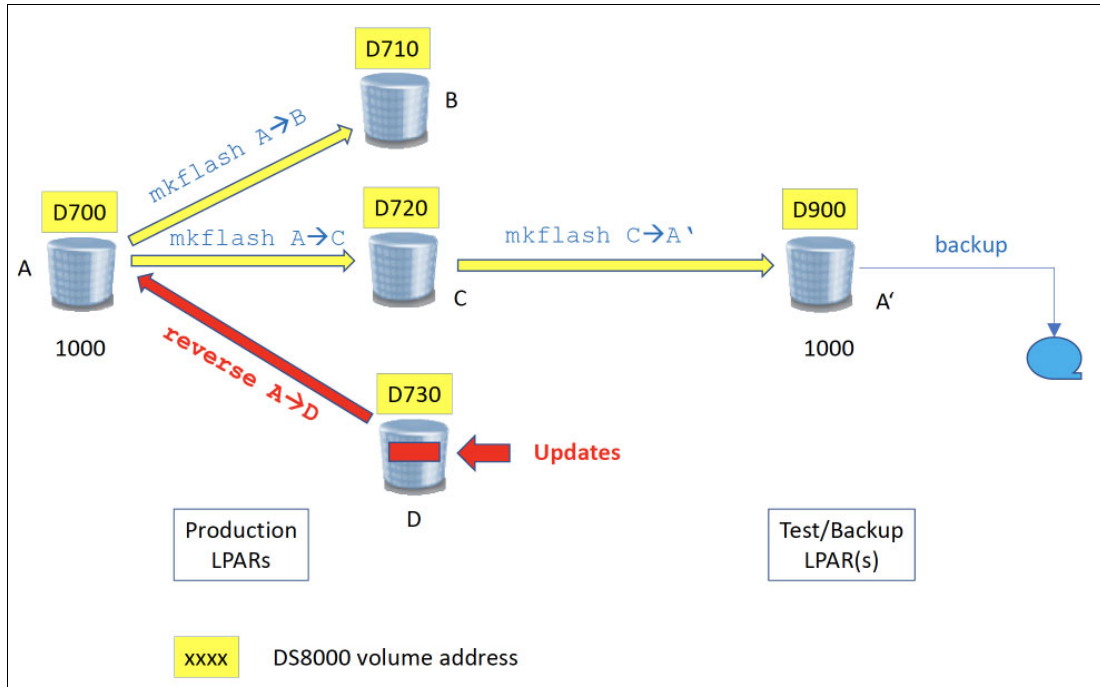 D710
B
mkflash A→B
D700
D720
D900
mkflash A→C
mkflash C→A‘
backup
A
C
A‘
1000
1000
reverse A→D
D730
Updates
D
Production
LPARs
Test/Backup
LPAR(s)
xxxx
DS8000 volume address